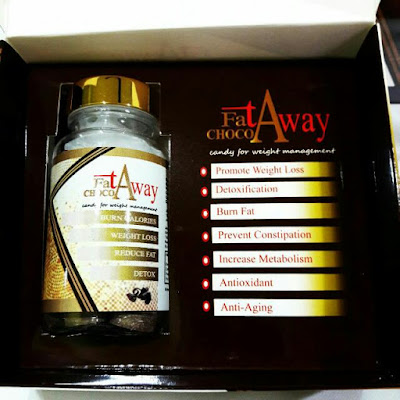 Fat Away
CHOCO
candy for weight management
BURN CALORIES
WEIGHT LOSS
REDUCE FAT
DETOX
Fat Away
CHOCO
candy for weight management
Promote Weight Loss
Detoxification
Burn Fat
Prevent Constipation
Increase Metabolism
Antioxidant
Anti-Aging